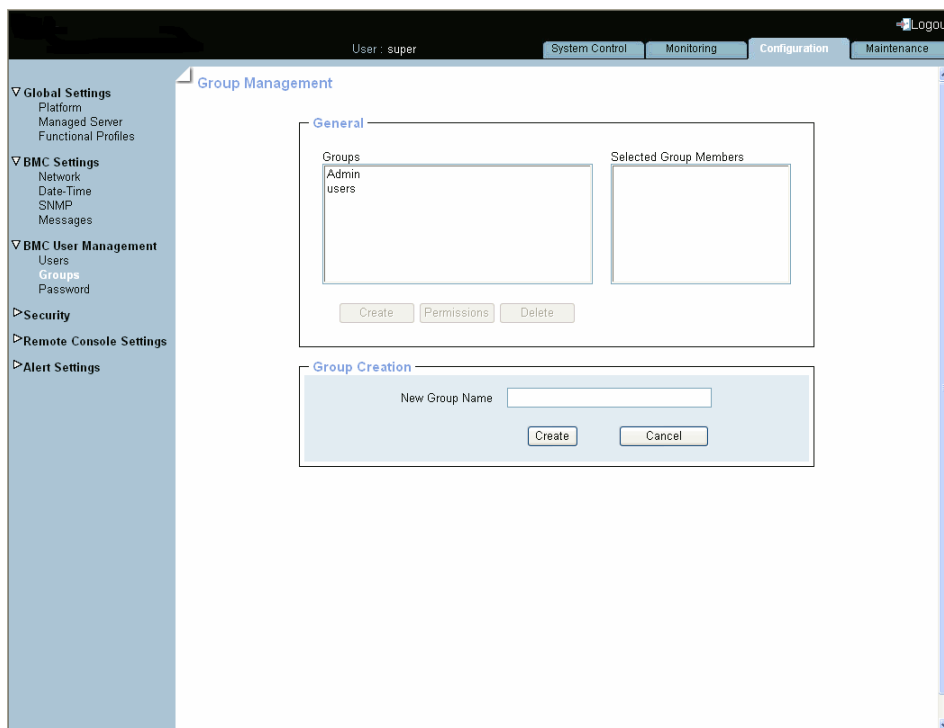 Logou
User : super
System Control
Monitoring
Configuration
Maintenance
Global Settings
Platform
Managed Server
Functional Profiles
BMC Settings
Network
Date-Time
SNMP
Messages
BMC User Management
Users
Groups
Password
Security
Remote Console Settings
Alert Settings
Group Management
General
Groups
Admin
users
Selected Group Members
Create
Permissions
Delete
Group Creation
New Group Name
Create
Cancel